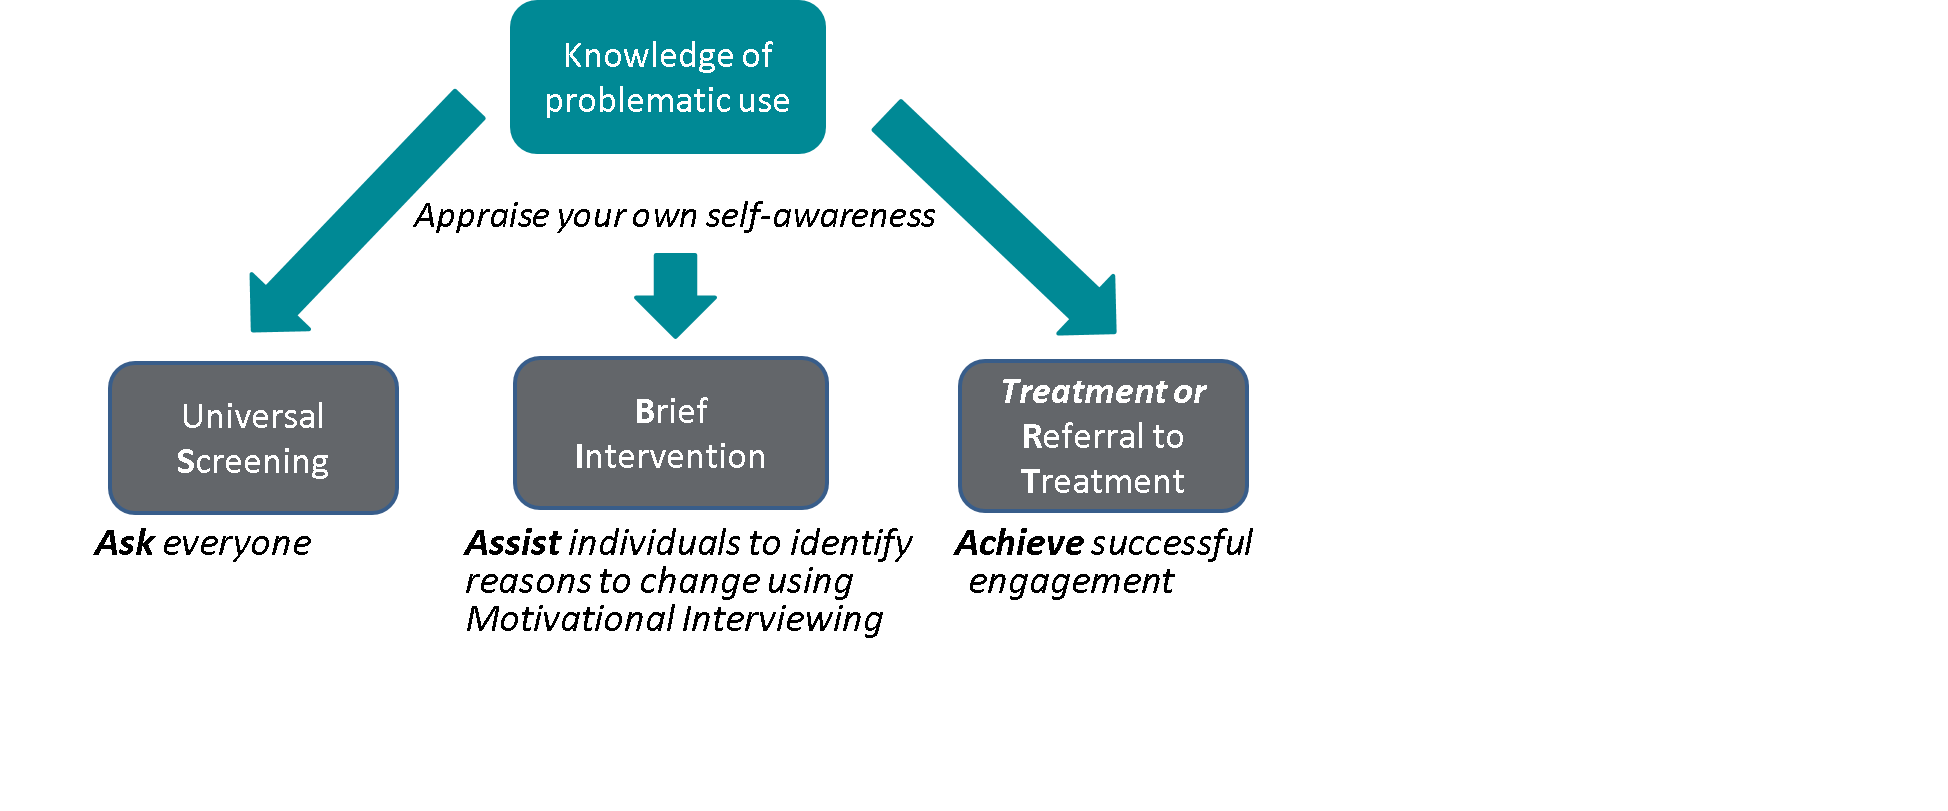 Knowledge of
problematic use
Appraise your own self-awareness
Universal
Screening
Ask everyone
Brief
Intervention
Assist individuals to identify
reasons to change using
Motivational Interviewing
Treatment or
Referral to
Treatment
Achieve successful
engagement